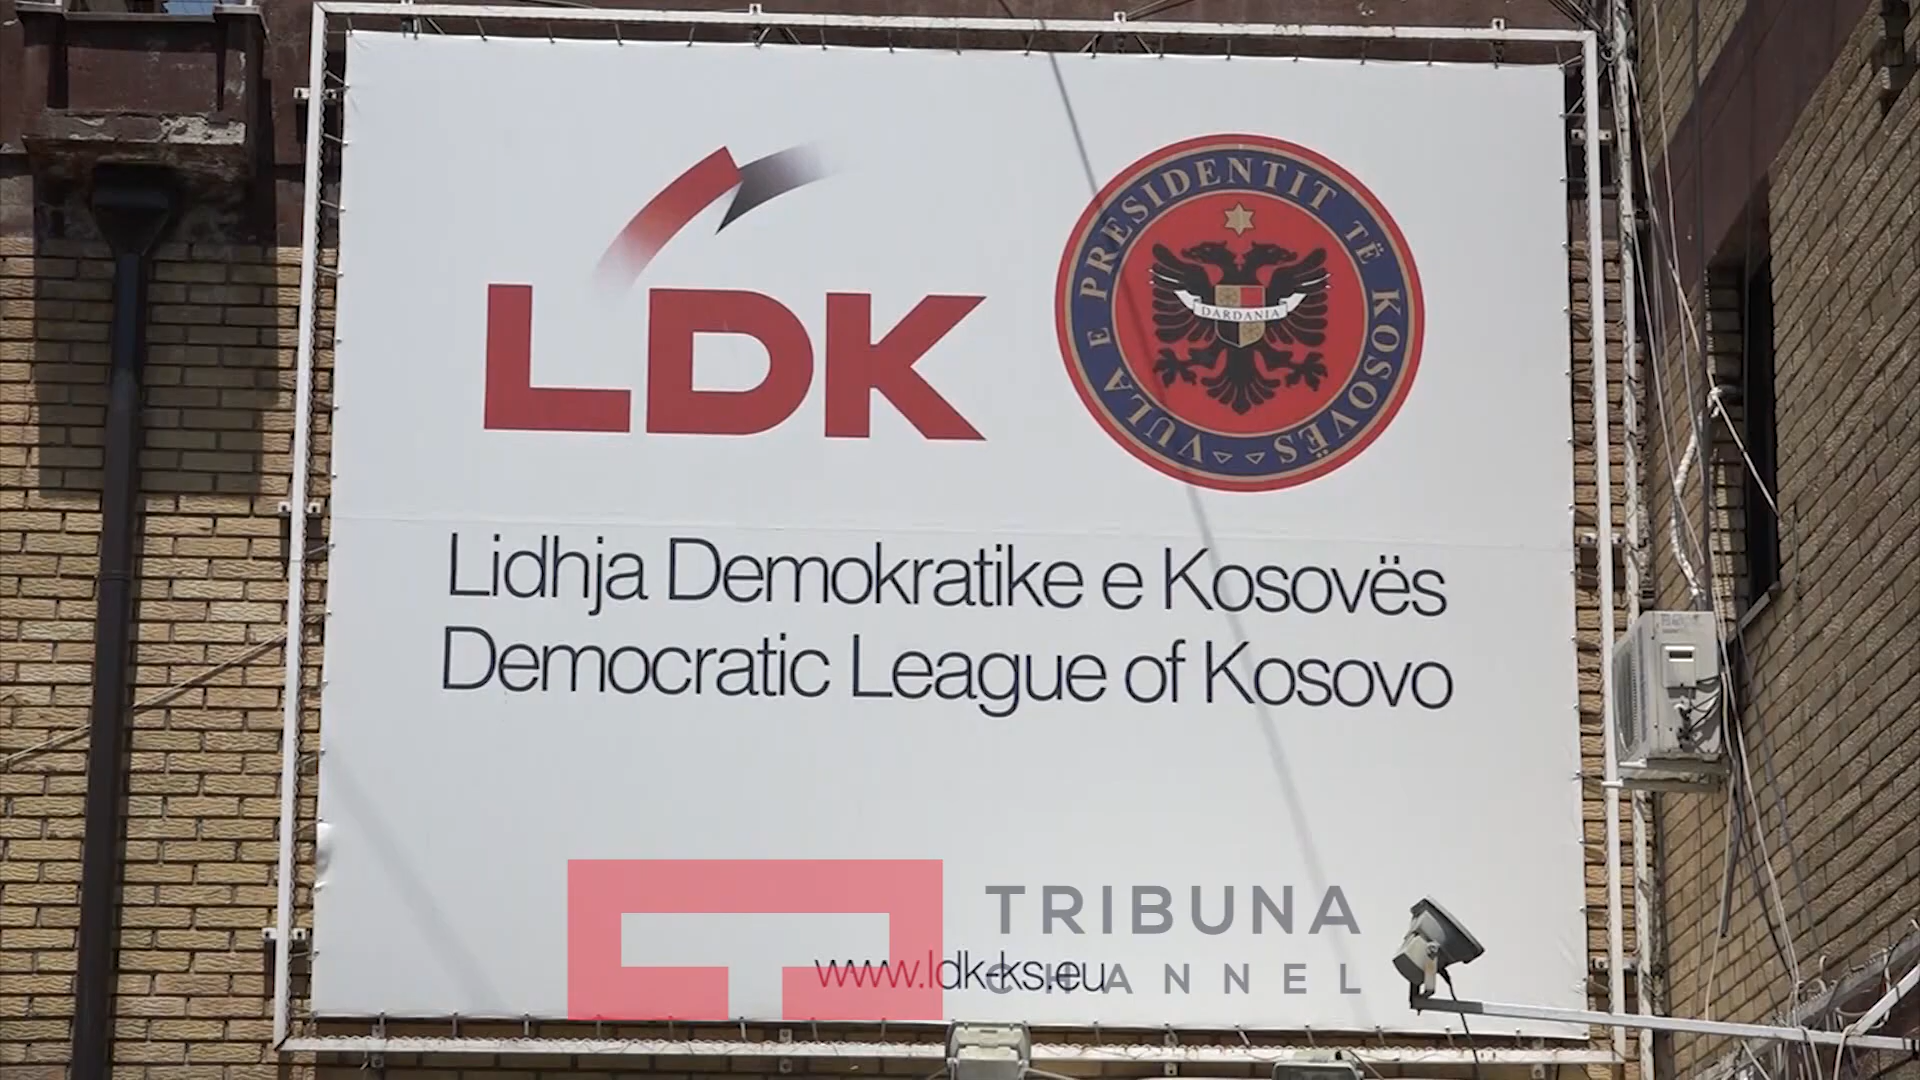 LDK
VULA E PRESIDENTIT TË KOSOVËS
DARDANIA
Lidhja Demokratike e Kosovës
Democratic League of Kosovo
TRIBUNA
www.ldk-ks.eu
CHANNEL